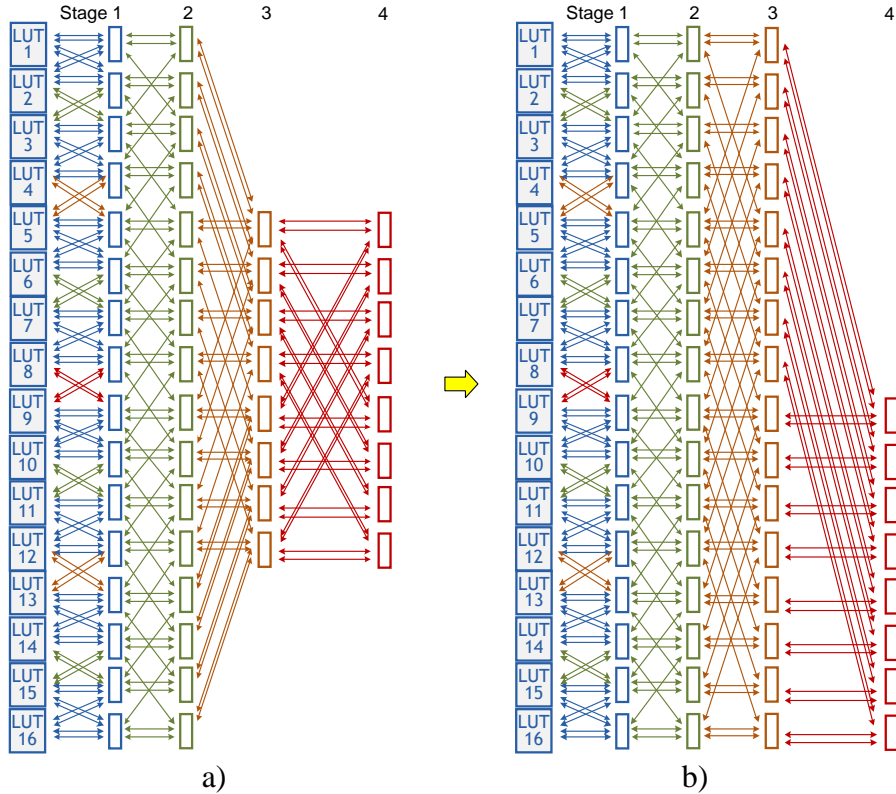 Stage 1 2 3 4
Stage 1 2 3 4
LUT 1
LUT 2
LUT 3
LUT 4
LUT 5
LUT 6
LUT 7
LUT 8
LUT 9
LUT 10
LUT 11
LUT 12
LUT 13
LUT 14
LUT 15
LUT 16
LUT 1
LUT 2
LUT 3
LUT 4
LUT 5
LUT 6
LUT 7
LUT 8
LUT 9
LUT 10
LUT 11
LUT 12
LUT 13
LUT 14
LUT 15
LUT 16
a)
b)